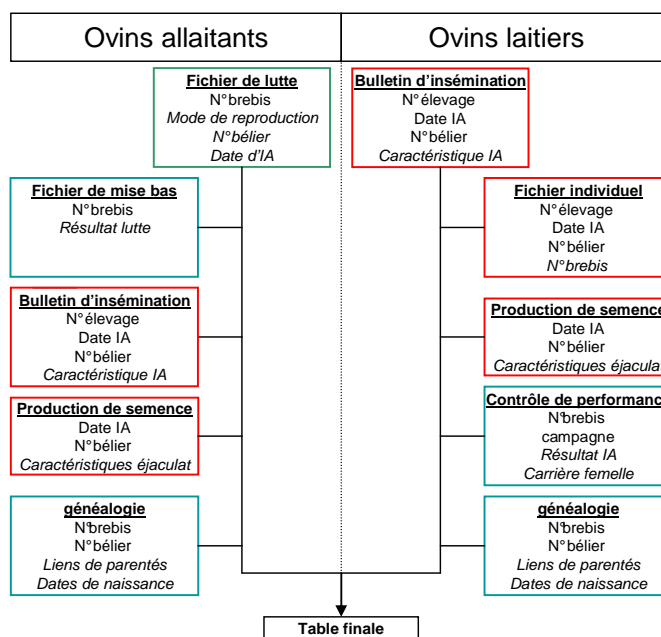 Ovins allaitants
Ovins laitiers
Fichier de lutte
N°brebis
Mode de reproduction
N°bélier
Date d'IA
Bulletin d'insémination
N°élevage
Date IA
N°bélier
Caractéristique IA
Fichier de mise bas
N°brebis
Résultat lutte
Fichier individuel
N°élevage
Date IA
N°bélier
N°brebis
Bulletin d'insémination
N°élevage
Date IA
N°bélier
Caractéristique IA
Production de semence
Date IA
N°bélier
Caractéristiques éjaculat
Production de semence
Date IA
N°bélier
Caractéristiques éjaculat
Contrôle de performanc
N°brebis
campagne
Résultat IA
Carrière femelle
généalogie
N°brebis
N°bélier
Liens de parentés
Dates de naissance
généalogie
N°brebis
N°bélier
Liens de parentés
Dates de naissance
Table finale